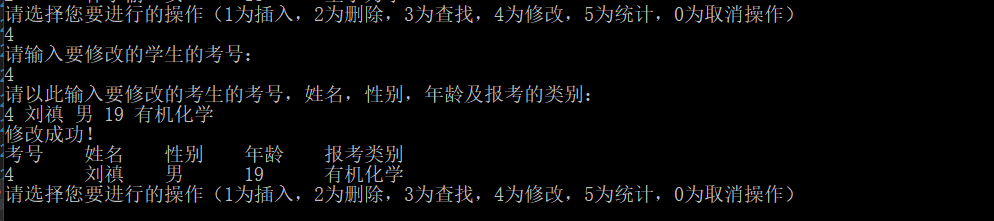 请选择您要进行的操作（1为插入，2为删除，3为查找，4为修改，5为统计，0为取消操作）
4
请输入要修改的学生的考号：
4
请以此输入要修改的考生的考号，姓名，性别，年龄及报考的类别：
4 刘禛 男 19 有机化学
修改成功！
考号 姓名 性别 年龄 报考类别
4 刘禛 男 19 有机化学
请选择您要进行的操作（1为插入，2为删除，3为查找，4为修改，5为统计，0为取消操作）